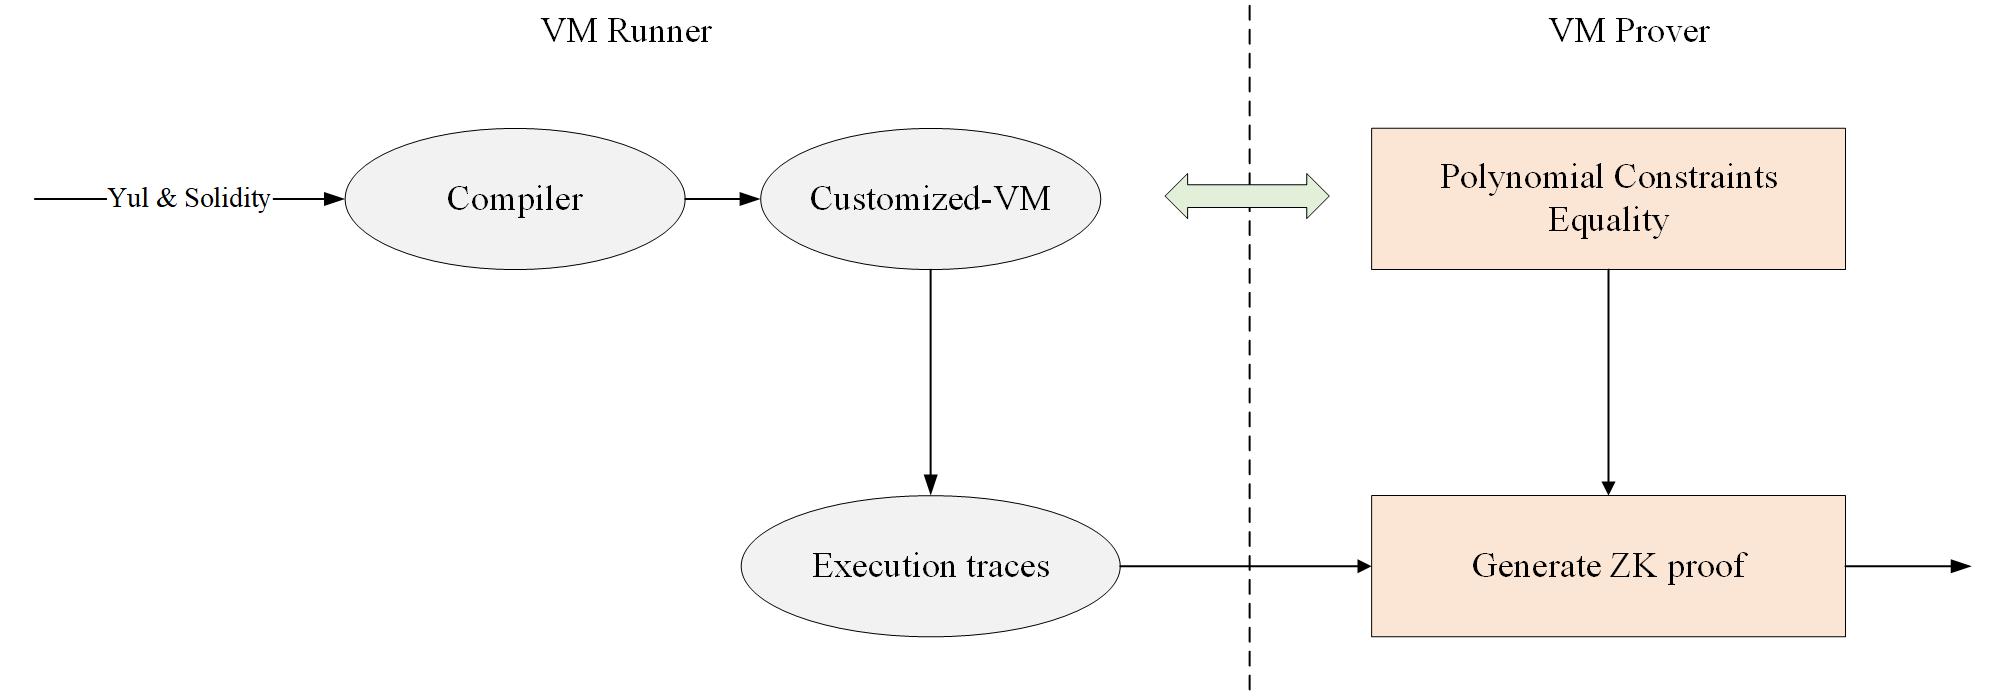 VM Runner
VM Prover
Yul & Solidity
Compiler
Customized-VM
Polynomial Constraints
Equality
Execution traces
Generate ZK proof